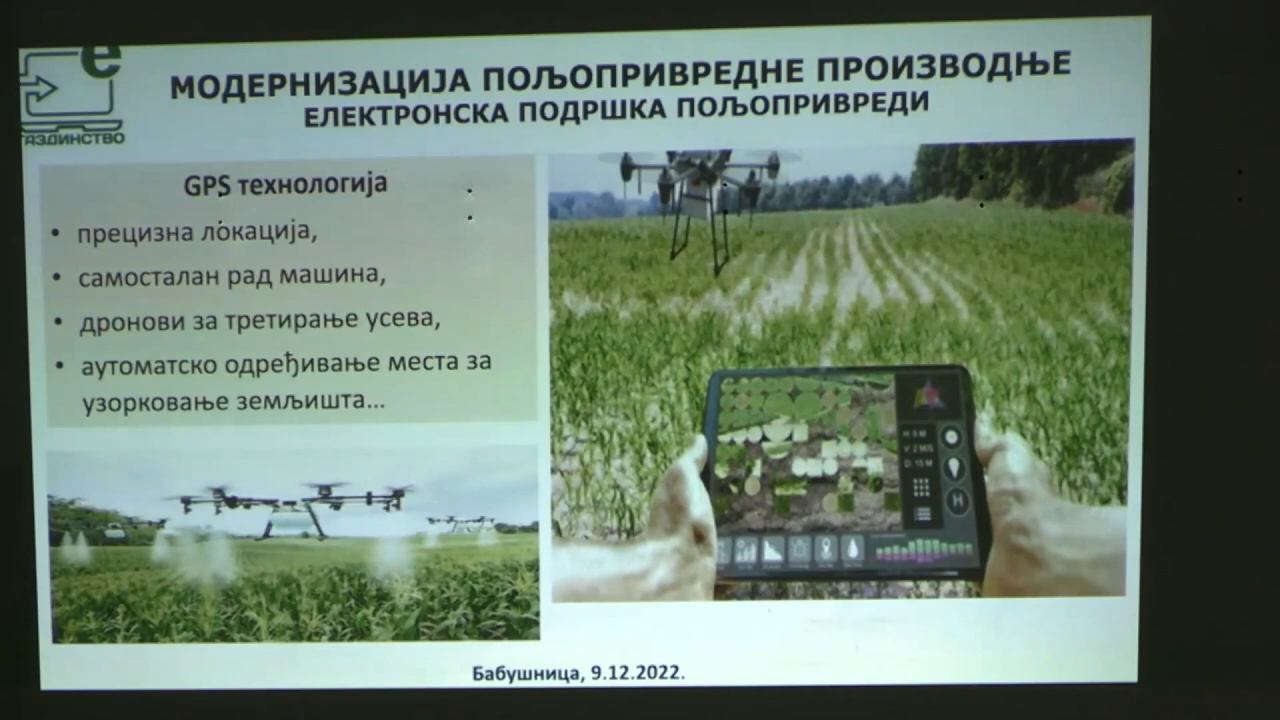 е
ГАЗДИНСТВО
МОДЕРНИЗАЦИЈА ПОЉОПРИВРЕДНЕ ПРОИЗВОДЊЕ
ЕЛЕКТРОНСКА ПОДРШКА ПОЉОПРИВРЕДИ
GPS технологија
• прецизна локација,
• самосталан рад машина,
• дронови за третирање усева,
• аутоматско одређивање места за
узорковање земљишта...
H
Бабушница, 9.12.2022.